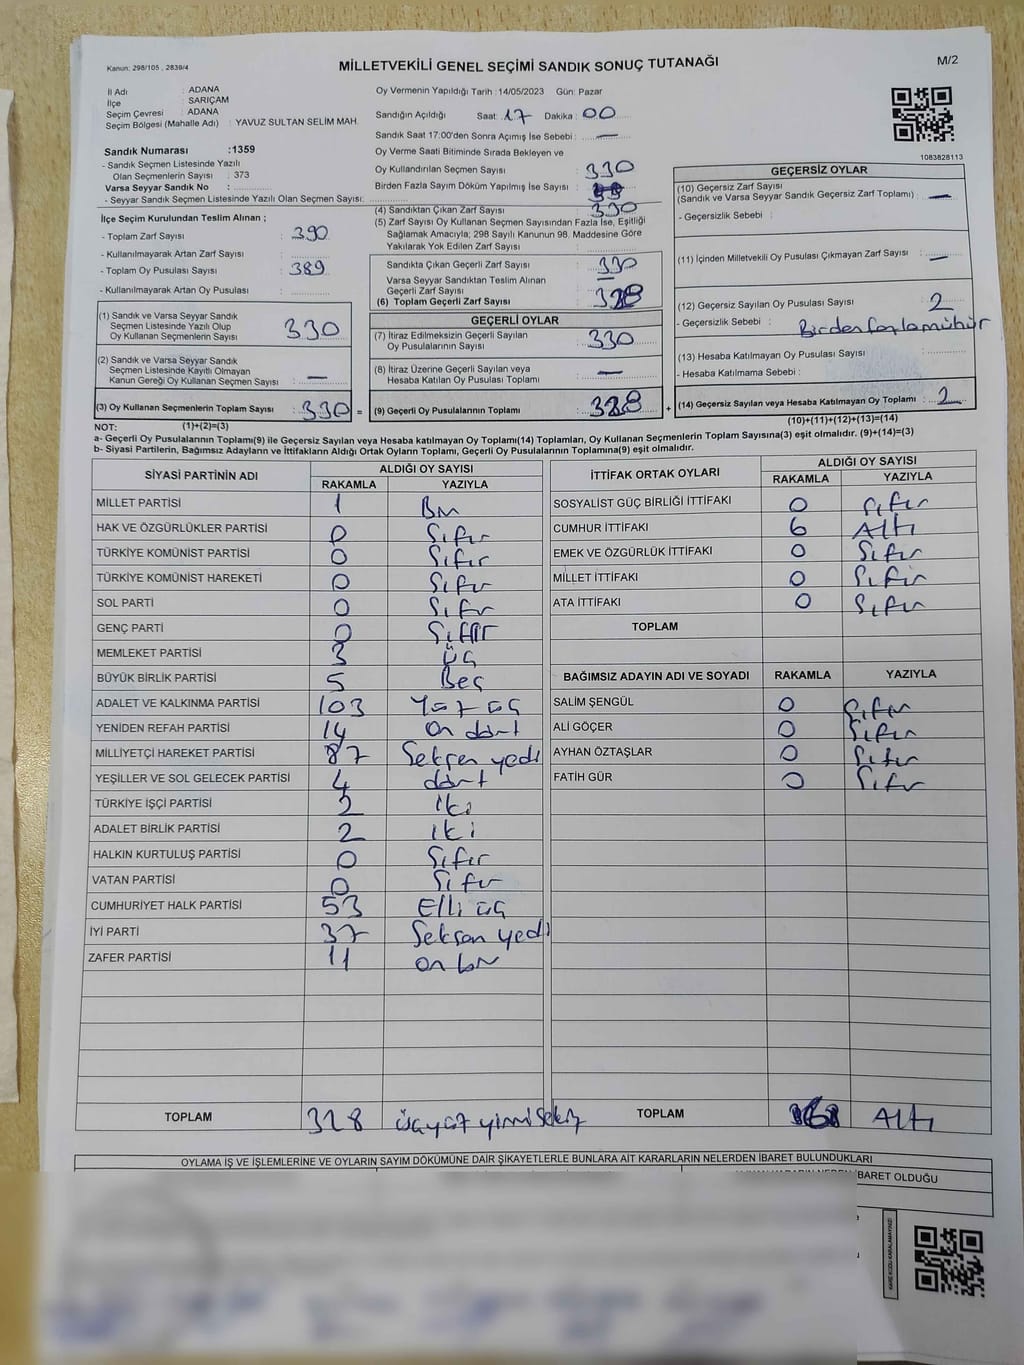 Kanun: 298/105 , 2839/4
MİLLETVEKİLİ GENEL SEÇİMİ SANDIK SONUÇ TUTANAĞI
M/2
İl Adı : ADANA
İlçe : SARIÇAM
Seçim Çevresi : ADANA
Seçim Bölgesi (Mahalle Adı) : YAVUZ SULTAN SELİM MAH.
Oy Vermenin Yapıldığı Tarih :14/05/2023 Gün: Pazar
Sandığın Açıldığı Saat: 17 Dakika : 00
Sandık Saat 17:00'den Sonra Açılmış İse Sebebi : —
Sandık Numarası :1359
- Sandık Seçmen Listesinde Yazılı
Olan Seçmenlerin Sayısı : 373
Varsa Seyyar Sandık No :
- Seyyar Sandık Seçmen Listesinde Yazılı Olan Seçmen Sayısı:
Oy Verme Saati Bitiminde Sırada Bekleyen ve
Oy Kullandırılan Seçmen Sayısı : 330
Birden Fazla Sayım Döküm Yapılmış İse Sayısı :
1083828113
İlçe Seçim Kurulundan Teslim Alınan ;
- Toplam Zarf Sayısı : 390
- Kullanılmayarak Artan Zarf Sayısı :
- Toplam Oy Pusulası Sayısı : 389
- Kullanılmayarak Artan Oy Pusulası :
(4) Sandıktan Çıkan Zarf Sayısı : 330
(5) Zarf Sayısı Oy Kullanan Seçmen Sayısından Fazla İse, Eşitliği
Sağlamak Amacıyla; 298 Sayılı Kanunun 98. Maddesine Göre
Yakılarak Yok Edilen Zarf Sayısı :
Sandıkta Çıkan Geçerli Zarf Sayısı : 330
Varsa Seyyar Sandıktan Teslim Alınan
Geçerli Zarf Sayısı :
(6) Toplam Geçerli Zarf Sayısı : 328
GEÇERSİZ OYLAR
(10) Geçersiz Zarf Sayısı
(Sandık ve Varsa Seyyar Sandık Geçersiz Zarf Toplamı) : —
- Geçersizlik Sebebi :
(11) İçinden Milletvekili Oy Pusulası Çıkmayan Zarf Sayısı : —
(12) Geçersiz Sayılan Oy Pusulası Sayısı : 2
- Geçersizlik Sebebi : Birden fazla mühür
(13) Hesaba Katılmayan Oy Pusulası Sayısı :
- Hesaba Katılmama Sebebi :
(14) Geçersiz Sayılan veya Hesaba Katılmayan Oy Toplamı : 2
(10)+(11)+(12)+(13)=(14)
(1) Sandık ve Varsa Seyyar Sandık
Seçmen Listesinde Yazılı Olup
Oy Kullanan Seçmenlerin Sayısı : 330
(2) Sandık ve Varsa Seyyar Sandık
Seçmen Listesinde Kayıtlı Olmayan
Kanun Gereği Oy Kullanan Seçmen Sayısı : —
(3) Oy Kullanan Seçmenlerin Toplam Sayısı : 330 =
GEÇERLİ OYLAR
(7) İtiraz Edilmeksizin Geçerli Sayılan
Oy Pusulalarının Sayısı : 330
(8) İtiraz Üzerine Geçerli Sayılan veya
Hesaba Katılan Oy Pusulası Toplamı : —
(9) Geçerli Oy Pusulalarının Toplamı : 328 +
NOT: (1)+(2)=(3)
a- Geçerli Oy Pusulalarının Toplamı(9) ile Geçersiz Sayılan veya Hesaba katılmayan Oy Toplamı(14) Toplamları, Oy Kullanan Seçmenlerin Toplam Sayısına(3) eşit olmalıdır. (9)+(14)=(3)
b- Siyasi Partilerin, Bağımsız Adayların ve İttifakların Aldığı Ortak Oyların Toplamı, Geçerli Oy Pusulalarının Toplamına(9) eşit olmalıdır.
SİYASİ PARTİNİN ADI ALDIĞI OY SAYISI
RAKAMLA YAZIYLA
MİLLET PARTİSİ 1 Bir
HAK VE ÖZGÜRLÜKLER PARTİSİ 0 Sıfır
TÜRKİYE KOMÜNİST PARTİSİ 0 Sıfır
TÜRKİYE KOMÜNİST HAREKETİ 0 Sıfır
SOL PARTİ 0 Sıfır
GENÇ PARTİ 0 Sıfır
MEMLEKET PARTİSİ 3 üç
BÜYÜK BİRLİK PARTİSİ 5 Beş
ADALET VE KALKINMA PARTİSİ 103 Yüz üç
YENİDEN REFAH PARTİSİ 14 on dört
MİLLİYETÇİ HAREKET PARTİSİ 87 Seksen yedi
YEŞİLLER VE SOL GELECEK PARTİSİ 4 dört
TÜRKİYE İŞÇİ PARTİSİ 2 iki
ADALET BİRLİK PARTİSİ 2 iki
HALKIN KURTULUŞ PARTİSİ 0 Sıfır
VATAN PARTİSİ 0 Sıfır
CUMHURİYET HALK PARTİSİ 53 Elli üç
İYİ PARTİ 37 Seksen yedi
ZAFER PARTİSİ 11 on bir
TOPLAM 328 üçyüz yirmi sekiz
İTTİFAK ORTAK OYLARI ALDIĞI OY SAYISI
RAKAMLA YAZIYLA
SOSYALİST GÜÇ BİRLİĞİ İTTİFAKI 0 Sıfır
CUMHUR İTTİFAKI 6 Altı
EMEK VE ÖZGÜRLÜK İTTİFAKI 0 Sıfır
MİLLET İTTİFAKI 0 Sıfır
ATA İTTİFAKI 0 Sıfır
TOPLAM
BAĞIMSIZ ADAYIN ADI VE SOYADI RAKAMLA YAZIYLA
SALİM ŞENGÜL 0 Sıfır
ALİ GÖÇER 0 Sıfır
AYHAN ÖZTAŞLAR 0 Sıfır
FATİH GÜR 0 Sıfır
TOPLAM Altı
OYLAMA İŞ VE İŞLEMLERİNE VE OYLARIN SAYIM DÖKÜMÜNE DAİR ŞİKAYETLERLE BUNLARA AİT KARARLARIN NELERDEN İBARET BULUNDUKLARI
İBARET OLDUĞU
KARE KODU KARALAMAYINIZ!